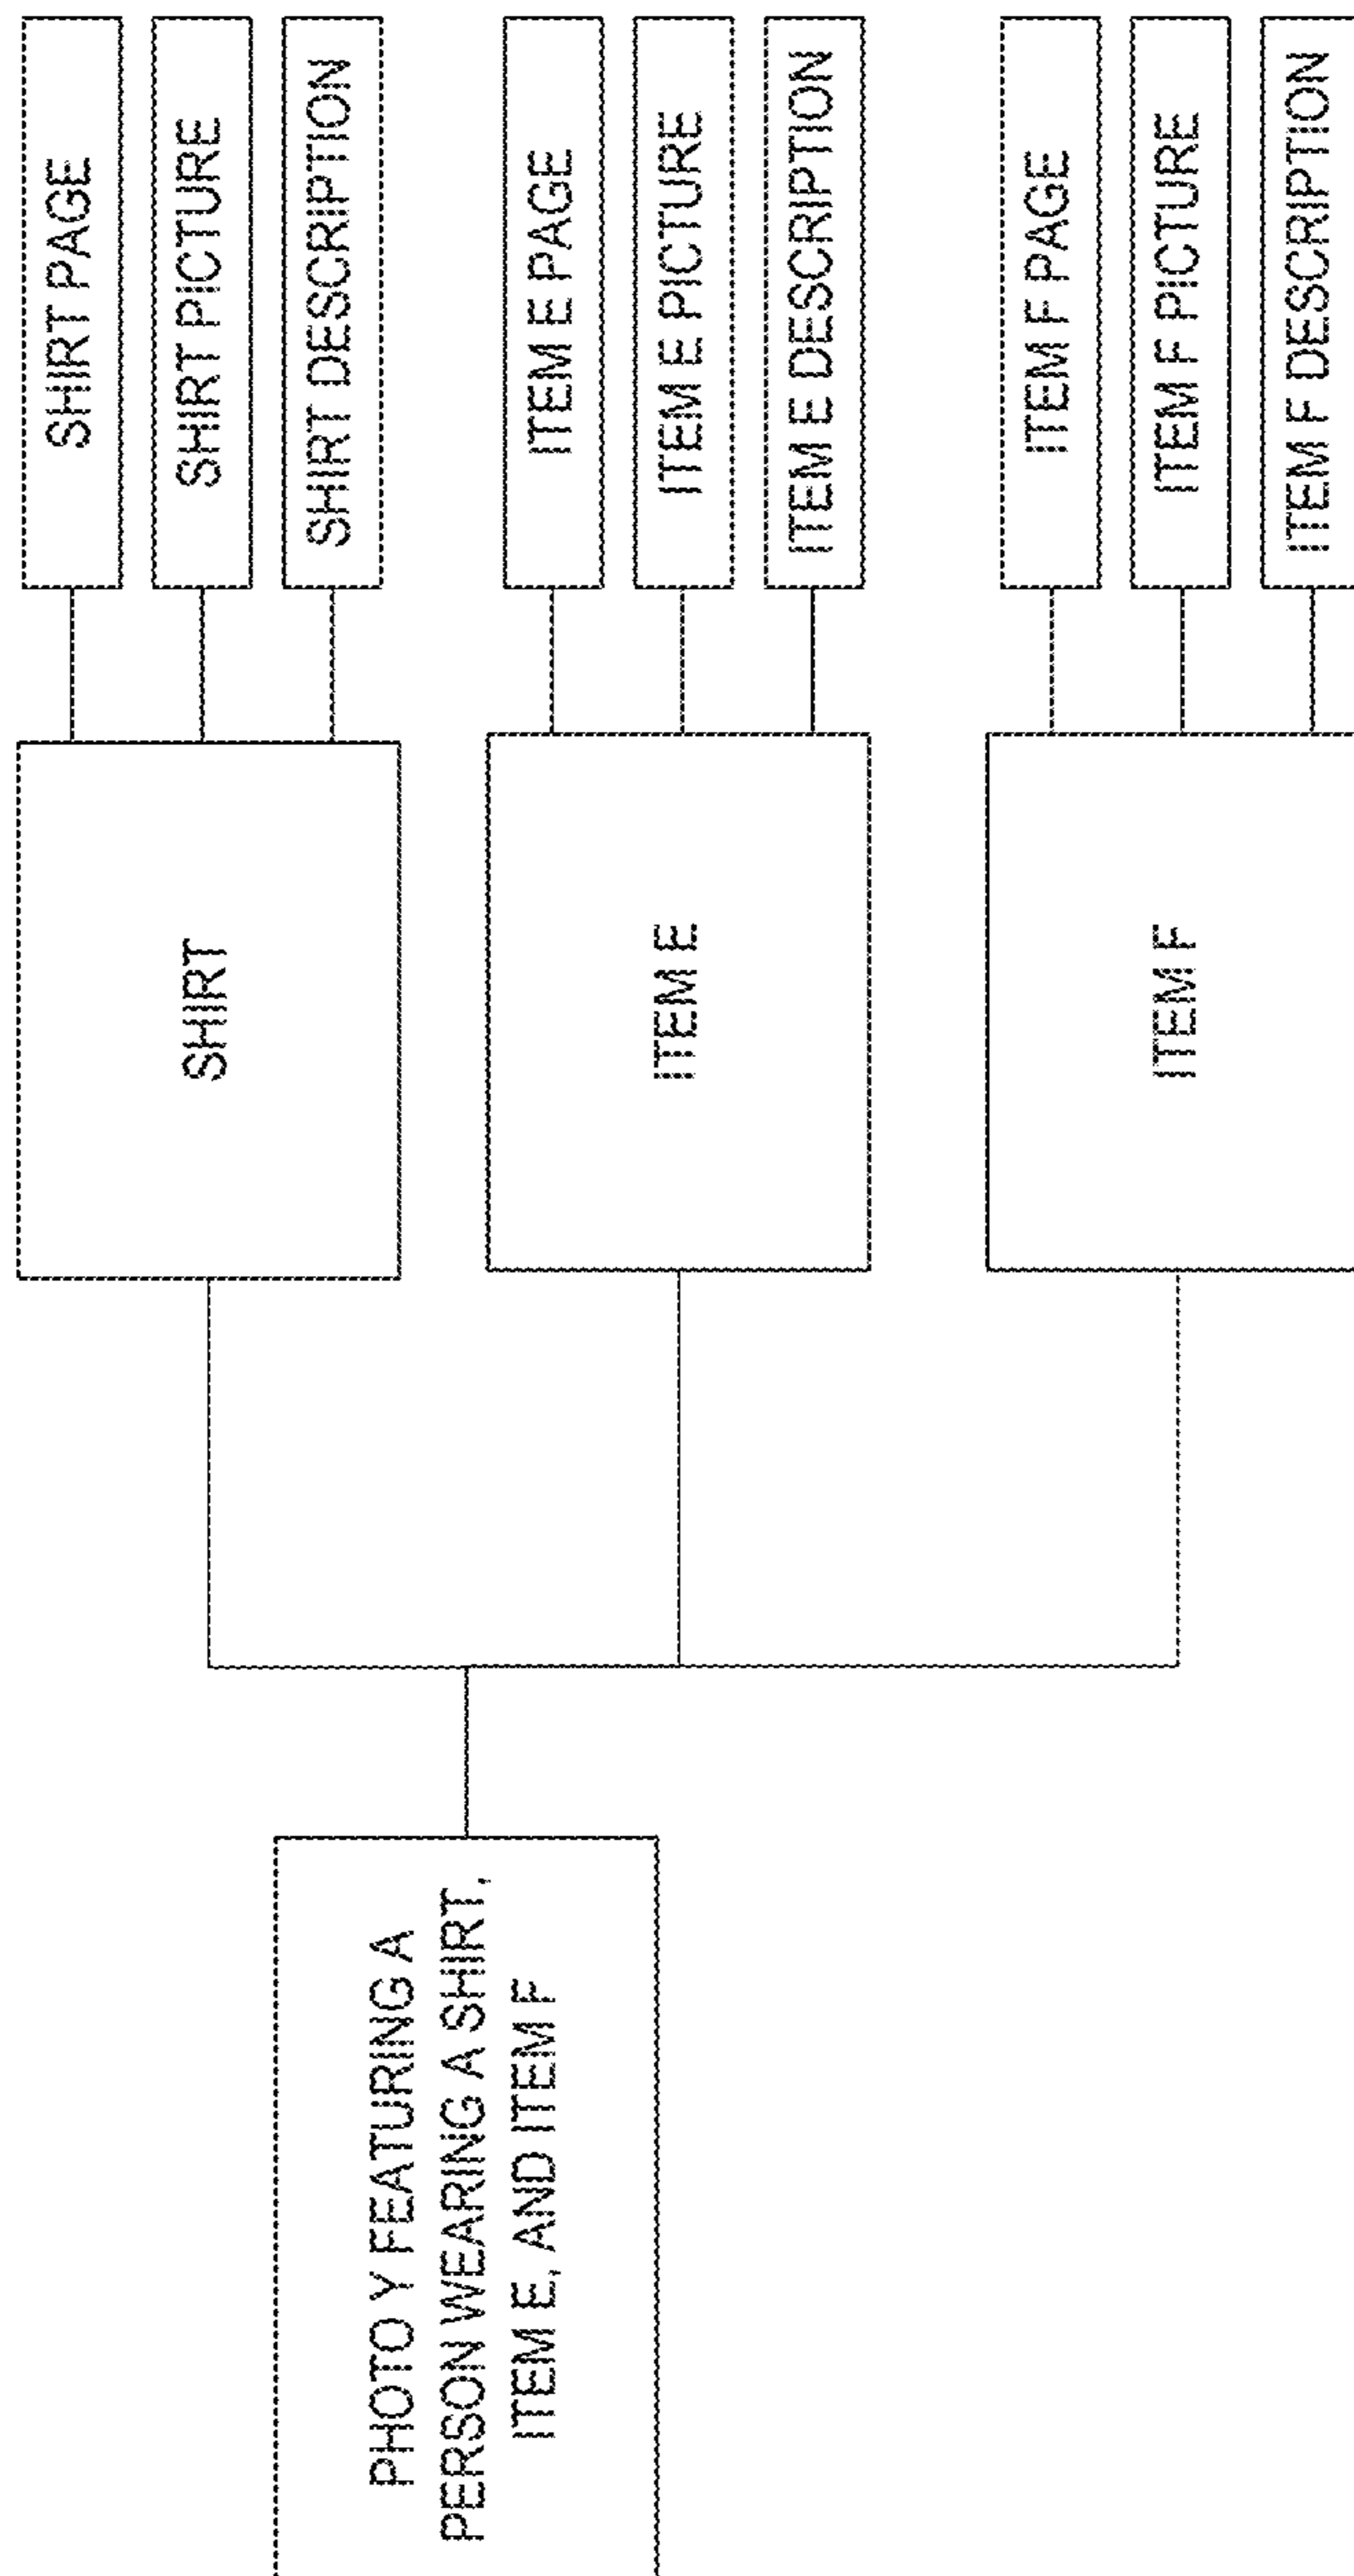 PHOTO Y FEATURING A
PERSON WEARING A SHIRT,
ITEM E, AND ITEM F
SHIRT
SHIRT PAGE
SHIRT PICTURE
SHIRT DESCRIPTION
ITEM E
ITEM E PAGE
ITEM E PICTURE
ITEM E DESCRIPTION
ITEM F
ITEM F PAGE
ITEM F PICTURE
ITEM F DESCRIPTION